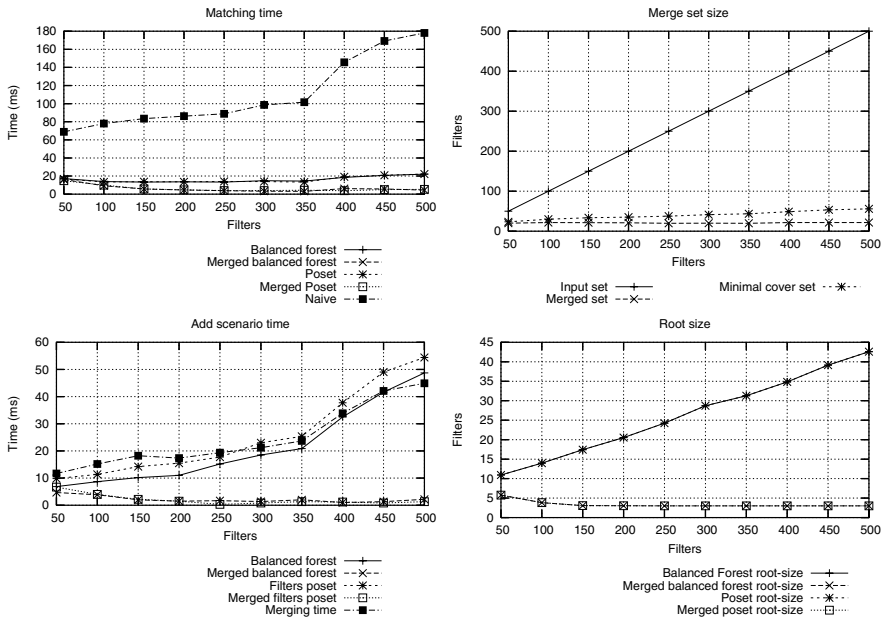 Matching time
Time (ms)
180
160
140
120
100
80
60
40
20
0
50 100 150 200 250 300 350 400 450 500
Filters
Balanced forest
Merged balanced forest
Poset
Merged Poset
Naive
Merge set size
Filters
500
400
300
200
100
0
50 100 150 200 250 300 350 400 450 500
Filters
Input set
Merged set
Minimal cover set
Add scenario time
Time (ms)
60
50
40
30
20
10
0
50 100 150 200 250 300 350 400 450 500
Filters
Balanced forest
Merged balanced forest
Filters poset
Merged filters poset
Merging time
Root size
Filters
45
40
35
30
25
20
15
10
5
0
50 100 150 200 250 300 350 400 450 500
Filters
Balanced Forest root-size
Merged balanced forest root-size
Poset root-size
Merged poset root-size